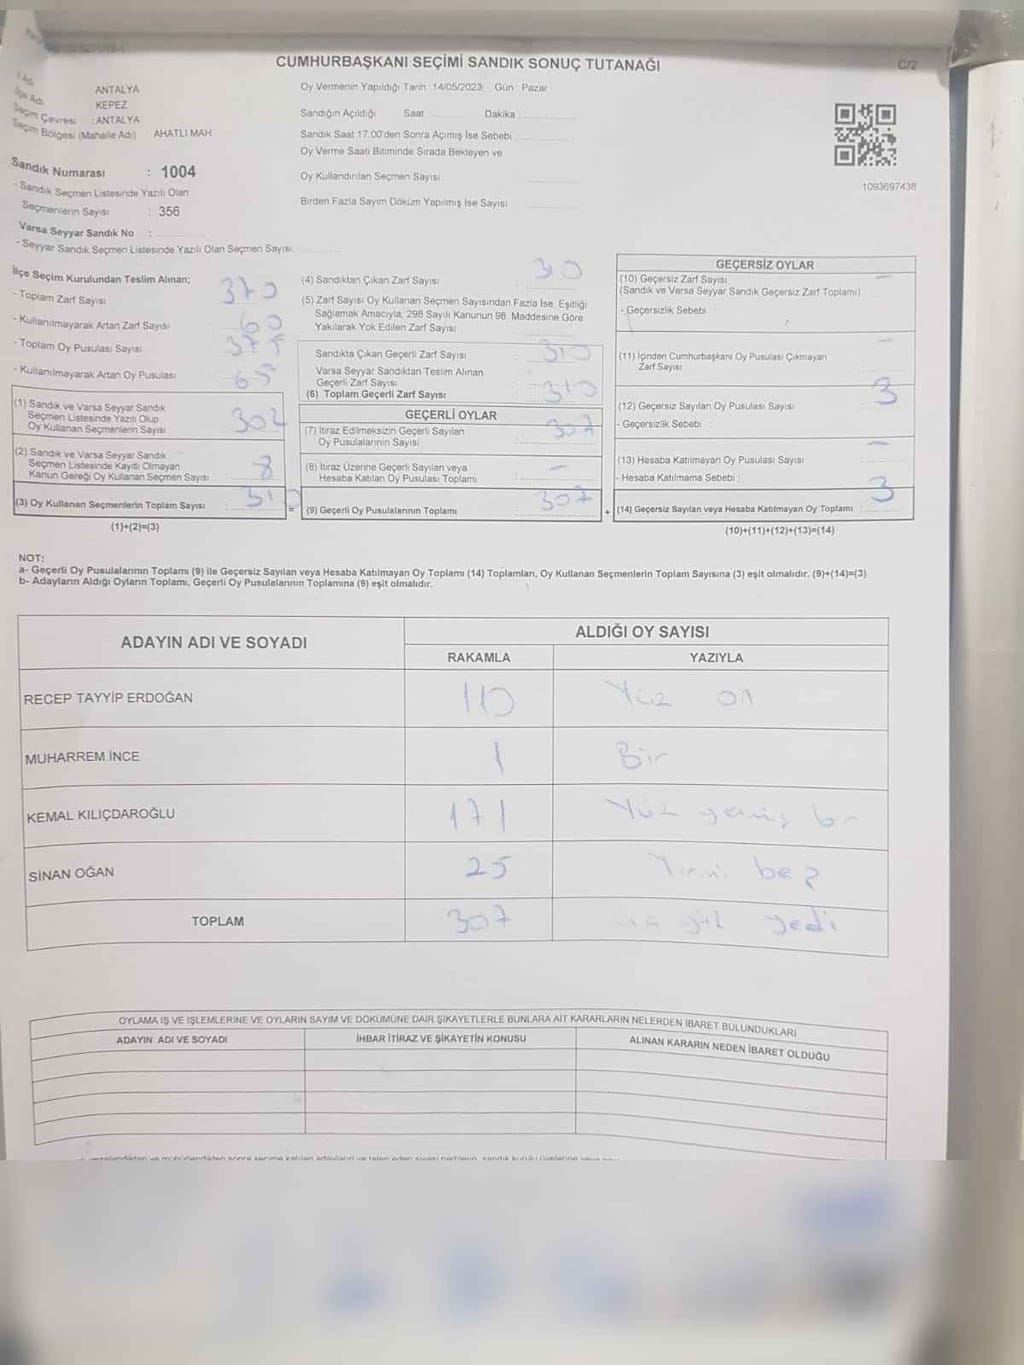 CUMHURBAŞKANI SEÇİMİ SANDIK SONUÇ TUTANAĞI
C/2
Oy Vermenin Yapıldığı Tarih :14/05/2023 Gün Pazar
İlçe Adı
ANTALYA
KEPEZ
Seçim Çevresi : ANTALYA
Seçim Bölgesi (Mahalle Adı) AHATLI MAH
Sandık Numarası : 1004
- Sandık Seçmen Listesinde Yazılı Olan
Seçmenlerin Sayısı : 356
Varsa Seyyar Sandık No :
- Seyyar Sandık Seçmen Listesinde Yazılı Olan Seçmen Sayısı:
Sandığın Açıldığı Saat Dakika
Sandık Saat 17.00'den Sonra Açımış İse Sebebi
Oy Verme Saati Bitiminde Sırada Bekleyen ve
Oy Kullandırılan Seçmen Sayısı
Birden Fazla Sayım Döküm Yapılmış İse Sayısı
1093697438
İlçe Seçim Kurulundan Teslim Alınan;
- Toplam Zarf Sayısı 370
- Kullanılmayarak Artan Zarf Sayısı 60
- Toplam Oy Pusulası Sayısı 375
- Kullanılmayarak Artan Oy Pusulası 65
(1) Sandık ve Varsa Seyyar Sandık
Seçmen Listesinde Yazılı Olup
Oy Kullanan Seçmenlerin Sayısı 302
(2) Sandık ve Varsa Seyyar Sandık
Seçmen Listesinde Kayıtlı Olmayan
Kanun Gereği Oy Kullanan Seçmen Sayısı 8
(3) Oy Kullanan Seçmenlerin Toplam Sayısı 310 =
(1)+(2)=(3)
(4) Sandıktan Çıkan Zarf Sayısı 310
(5) Zarf Sayısı Oy Kullanan Seçmen Sayısından Fazla İse, Eşitliği
Sağlamak Amacıyla; 298 Sayılı Kanunun 98. Maddesine Göre
Yakılarak Yok Edilen Zarf Sayısı
Sandıkta Çıkan Geçerli Zarf Sayısı 310
Varsa Seyyar Sandıktan Teslim Alınan
Geçerli Zarf Sayısı
(6) Toplam Geçerli Zarf Sayısı 310
GEÇERLİ OYLAR
(7) İtiraz Edilmeksizin Geçerli Sayılan
Oy Pusulalarının Sayısı 307
(8) İtiraz Üzerine Geçerli Sayılan veya
Hesaba Katılan Oy Pusulası Toplamı –
(9) Geçerli Oy Pusulalarının Toplamı 307 +
GEÇERSİZ OYLAR
(10) Geçersiz Zarf Sayısı –
(Sandık ve Varsa Seyyar Sandık Geçersiz Zarf Toplamı)
- Geçersizlik Sebebi :
(11) İçinden Cumhurbaşkanı Oy Pusulası Çıkmayan –
Zarf Sayısı
(12) Geçersiz Sayılan Oy Pusulası Sayısı 3
- Geçersizlik Sebebi :
(13) Hesaba Katılmayan Oy Pusulası Sayısı –
- Hesaba Katılmama Sebebi :
(14) Geçersiz Sayılan veya Hesaba Katılmayan Oy Toplamı : 3
(10)+(11)+(12)+(13)=(14)
NOT:
a- Geçerli Oy Pusulalarının Toplamı (9) ile Geçersiz Sayılan veya Hesaba Katılmayan Oy Toplamı (14) Toplamları, Oy Kullanan Seçmenlerin Toplam Sayısına (3) eşit olmalıdır. (9)+(14)=(3)
b- Adayların Aldığı Oyların Toplamı, Geçerli Oy Pusulalarının Toplamına (9) eşit olmalıdır.
ADAYIN ADI VE SOYADI ALDIĞI OY SAYISI
RAKAMLA YAZIYLA
RECEP TAYYİP ERDOĞAN 110 Yüz on
MUHARREM İNCE 1 Bir
KEMAL KILIÇDAROĞLU 171 Yüz yemiş br
SİNAN OĞAN 25 Yirmi beş
TOPLAM 307 yüz yedi
OYLAMA İŞ VE İŞLEMLERİNE VE OYLARIN SAYIM VE DÖKÜMÜNE DAİR ŞİKAYETLERLE BUNLARA AİT KARARLARIN NELERDEN İBARET BULUNDUKLARI
ADAYIN ADI VE SOYADI İHBAR İTİRAZ VE ŞİKAYETİN KONUSU ALINAN KARARIN NEDEN İBARET OLDUĞU